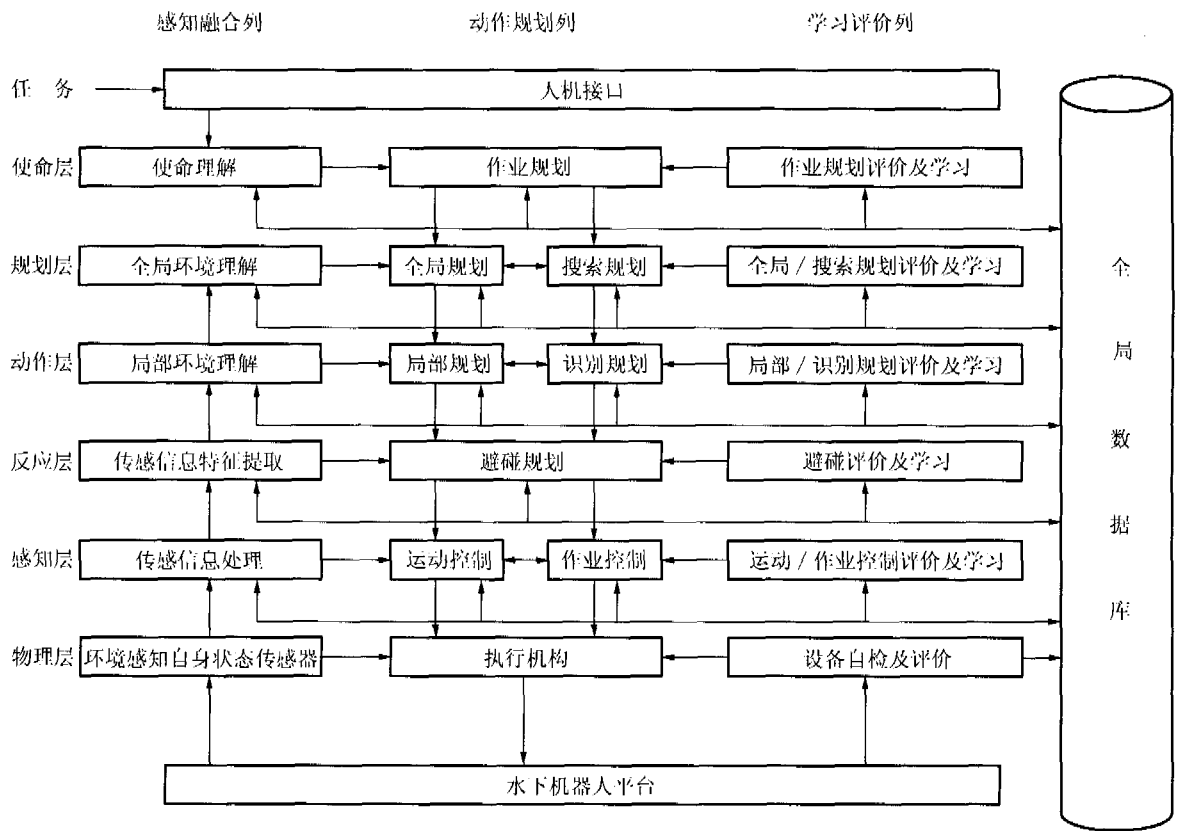 感知融合列 动作规划列 学习评价列
任 务 人机接口
使命层 使命理解 作业规划 作业规划评价及学习
规划层 全局环境理解 全局规划 搜索规划 全局/搜索规划评价及学习
动作层 局部环境理解 局部规划 识别规划 局部/识别规划评价及学习
反应层 传感信息特征提取 避碰规划 避碰评价及学习
感知层 传感信息处理 运动控制 作业控制 运动/作业控制评价及学习
物理层 环境感知自身状态传感器 执行机构 设备自检及评价
水下机器人平台
全
局
数
据
库